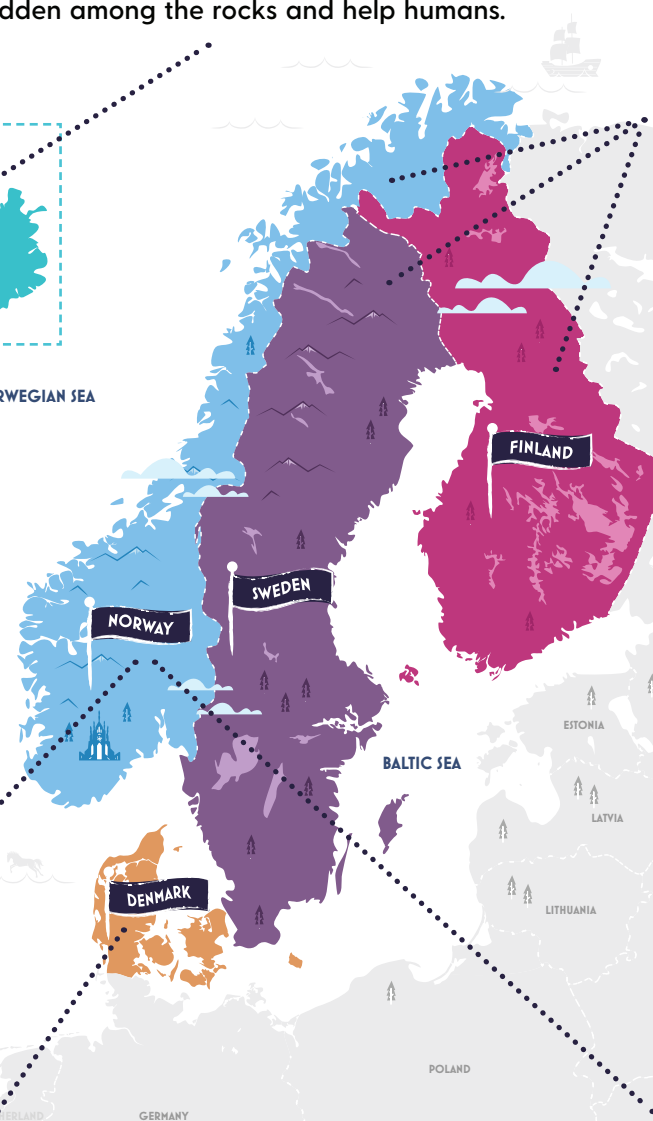 dden among the rocks and help humans.
RWEGIAN SEA
FINLAND
SWEDEN
NORWAY
ESTONIA
BALTIC SEA
LATVIA
DENMARK
LITHUANIA
POLAND
HERLAND
GERMANY